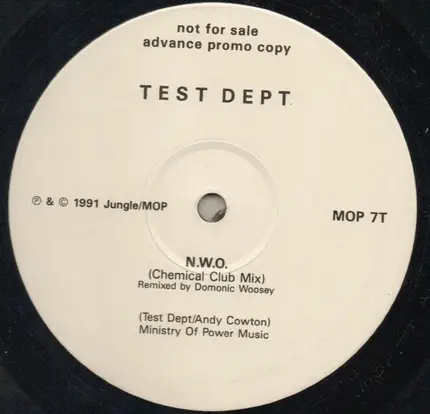 not for sale
advance promo copy
TEST DEPT.
℗ & © 1991 Jungle/MOP
MOP 7T
N.W.O.
(Chemical Club Mix)
Remixed by Domonic Woosey
(Test Dept/Andy Cowton)
Ministry Of Power Music